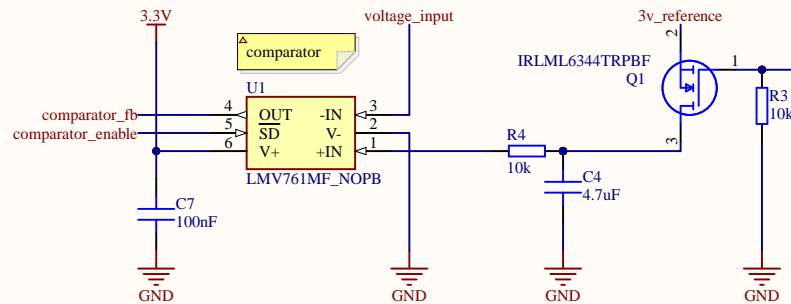 3.3V
voltage_input
3v_reference
comparator
2
IRLML6344TRPBF
Q1
1
U1
R3
10k
comparator_fb
4
OUT
-IN
3
comparator_enable
5
SD
V-
2
6
V+
+IN
1
R4
10k
3
LMV761MF_NOPB
C7
100nF
C4
4.7uF
GND
GND
GND
GND